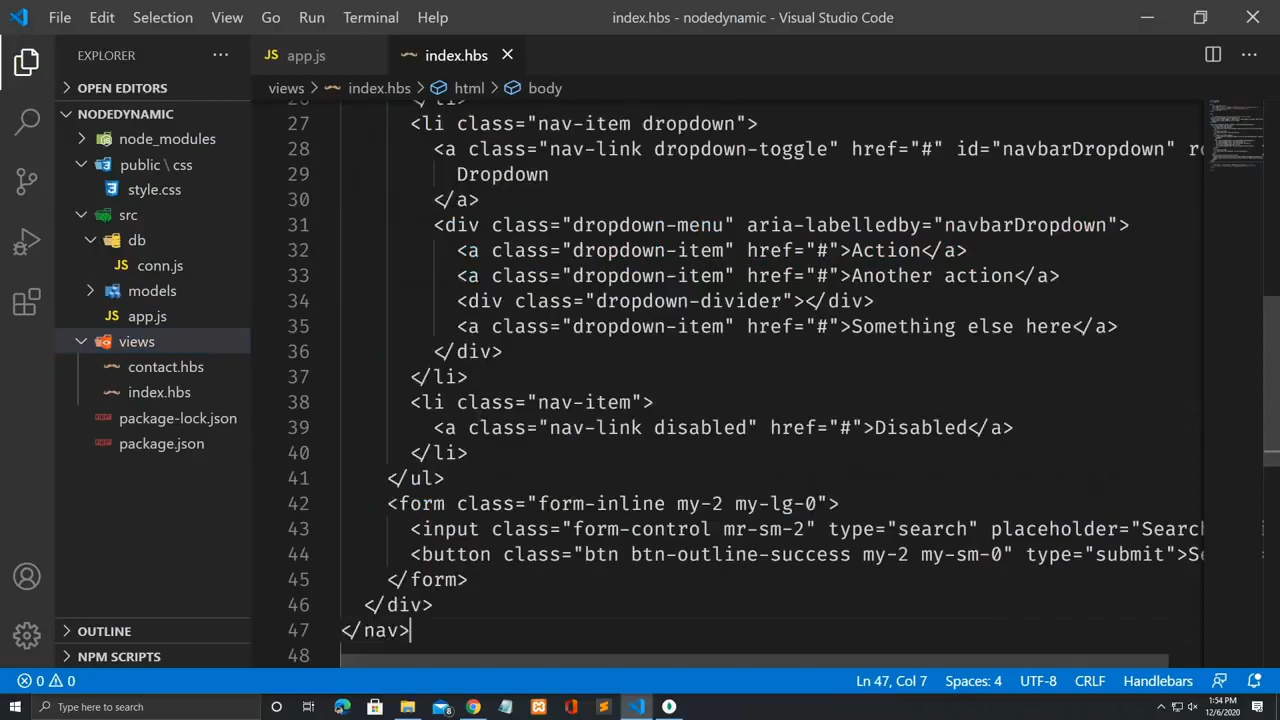 File Edit Selection View Go Run Terminal Help index.hbs - nodedynamic - Visual Studio Code
EXPLORER
OPEN EDITORS
NODEDYNAMIC
node_modules
public \ css
style.css
src
db
conn.js
models
app.js
views
contact.hbs
index.hbs
package-lock.json
package.json
OUTLINE
NPM SCRIPTS
JS app.js index.hbs
views index.hbs html body
26 </li>
27 <li class="nav-item dropdown">
28 <a class="nav-link dropdown-toggle" href="#" id="navbarDropdown" ro
29 Dropdown
30 </a>
31 <div class="dropdown-menu" aria-labelledby="navbarDropdown">
32 <a class="dropdown-item" href="#">Action</a>
33 <a class="dropdown-item" href="#">Another action</a>
34 <div class="dropdown-divider"></div>
35 <a class="dropdown-item" href="#">Something else here</a>
36 </div>
37 </li>
38 <li class="nav-item">
39 <a class="nav-link disabled" href="#">Disabled</a>
40 </li>
41 </ul>
42 <form class="form-inline my-2 my-lg-0">
43 <input class="form-control mr-sm-2" type="search" placeholder="Search
44 <button class="btn btn-outline-success my-2 my-sm-0" type="submit">Se
45 </form>
46 </div>
47 </nav>
48
0 0 Ln 47, Col 7 Spaces: 4 UTF-8 CRLF Handlebars
Type here to search
1:54 PM
12/6/2020